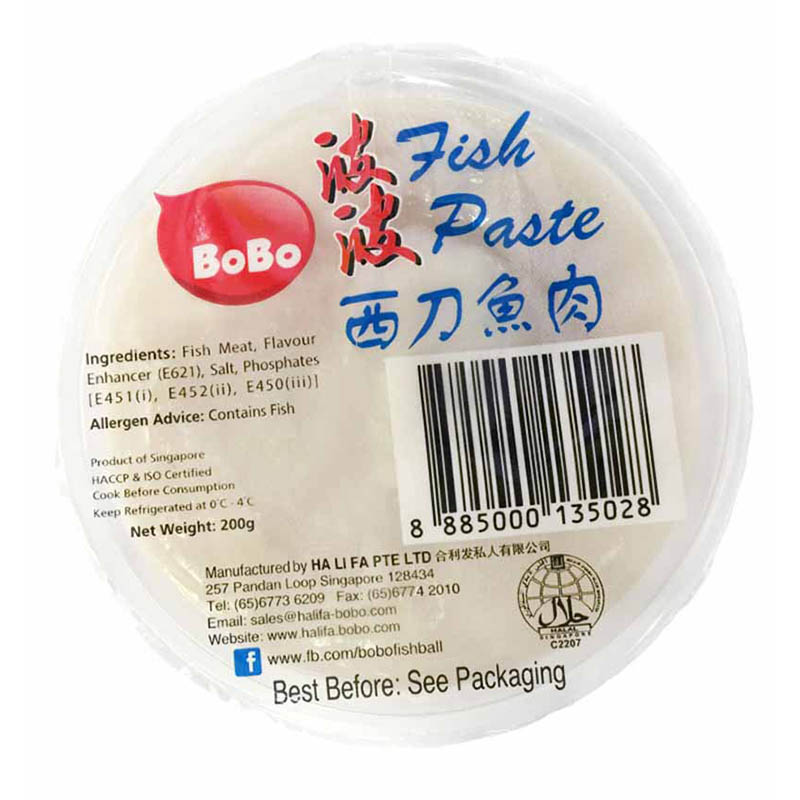 波波
Fish
Paste
BoBo
西刀魚肉
Ingredients: Fish Meat, Flavour
Enhancer (E621), Salt, Phosphates
[E451(i), E452(ii), E450(iii)]
Allergen Advice: Contains Fish
Product of Singapore
HACCP & ISO Certified
Cook Before Consumption
Keep Refrigerated at 0°C - 4°C
Net Weight: 200g
8 885000 135028
Manufactured by HA LI FA PTE LTD 合利发私人有限公司
257 Pandan Loop Singapore 128434
Tel: (65)6773 6209 Fax: (65)6774 2010
Email: sales@halifa-bobo.com
Website: www.halifa.bobo.com
f www.fb.com/bobofishball
حلال
HALAL
SINGAPORE
C2207
Best Before: See Packaging